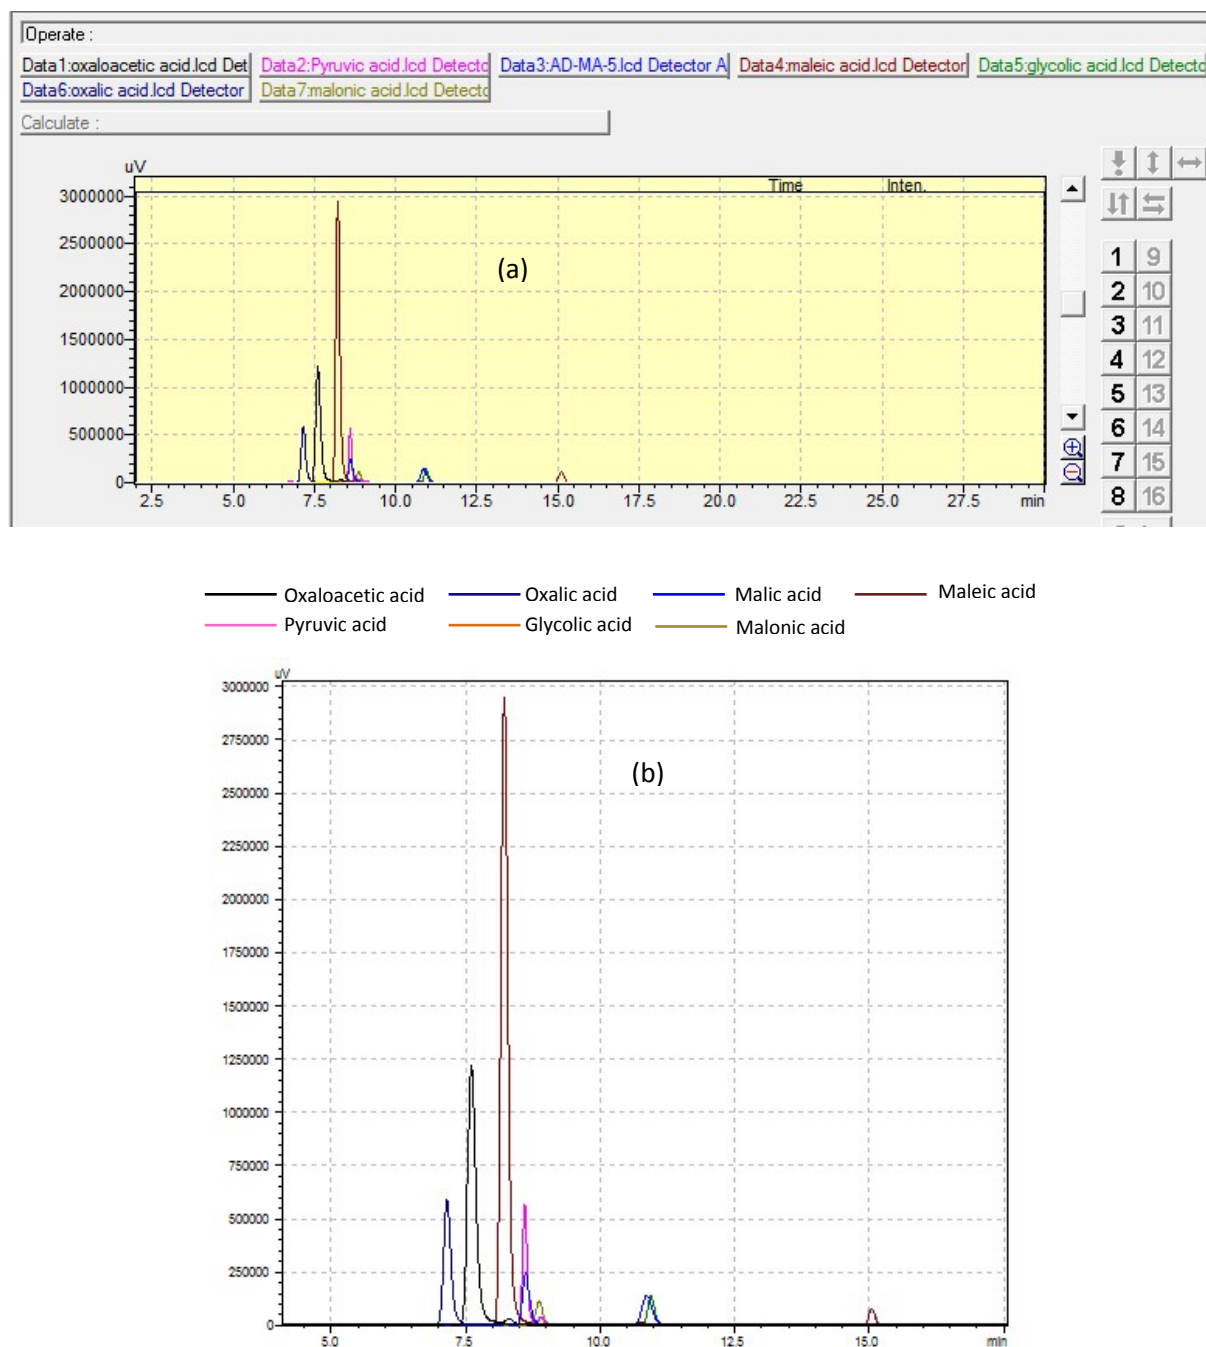 Operate :
Data1:oxaloacetic acid.lcd Det Data2:Pyruvic acid.lcd Detecto Data3:AD-MA-5.lcd Detector A Data4:maleic acid.lcd Detector Data5:glycolic acid.lcd Detecto
Data6:oxalic acid.lcd Detector Data7:malonic acid.lcd Detecto
Calculate :
uV
Time Inten.
3000000
2500000
2000000
1500000
1000000
500000
0
(a)
2.5 5.0 7.5 10.0 12.5 15.0 17.5 20.0 22.5 25.0 27.5 min
1 9
2 10
3 11
4 12
5 13
6 14
7 15
8 16
Oxaloacetic acid Oxalic acid Malic acid Maleic acid
Pyruvic acid Glycolic acid Malonic acid
uV
3000000
2750000
2500000
2250000
2000000
1750000
1500000
1250000
1000000
750000
500000
250000
0
(b)
5.0 7.5 10.0 12.5 15.0 min